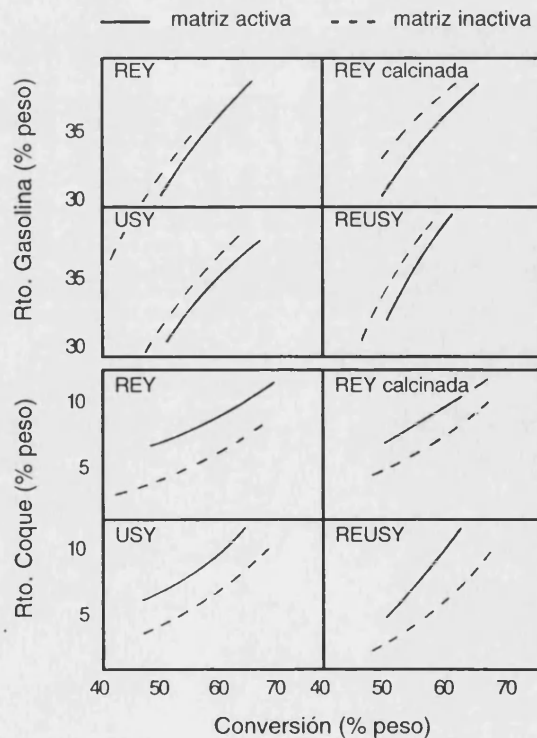 matriz activa matriz inactiva
REY REY calcinada
35
30
USY REUSY
35
30
Rto. Gasolina (% peso)
REY REY calcinada
10
5
USY REUSY
10
5
Rto. Coque (% peso)
40 50 60 70 40 50 60 70
Conversión (% peso)